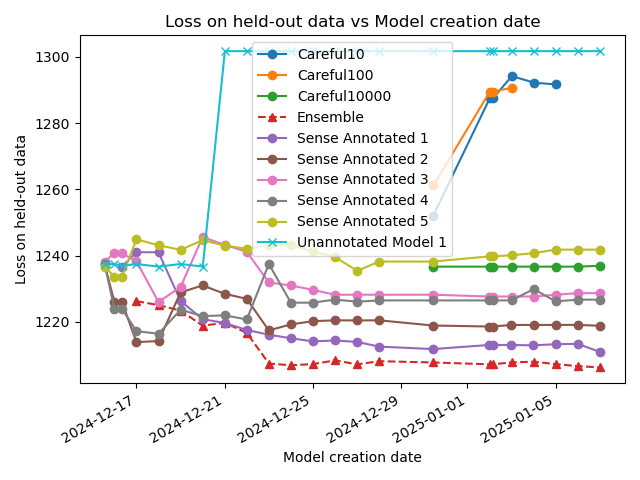 Loss on held-out data vs Model creation date
Loss on held-out data
1300
1280
1260
1240
1220
Careful10
Careful100
Careful10000
Ensemble
Sense Annotated 1
Sense Annotated 2
Sense Annotated 3
Sense Annotated 4
Sense Annotated 5
Unannotated Model 1
2024-12-17
2024-12-21
2024-12-25
2024-12-29
2025-01-01
2025-01-05
Model creation date